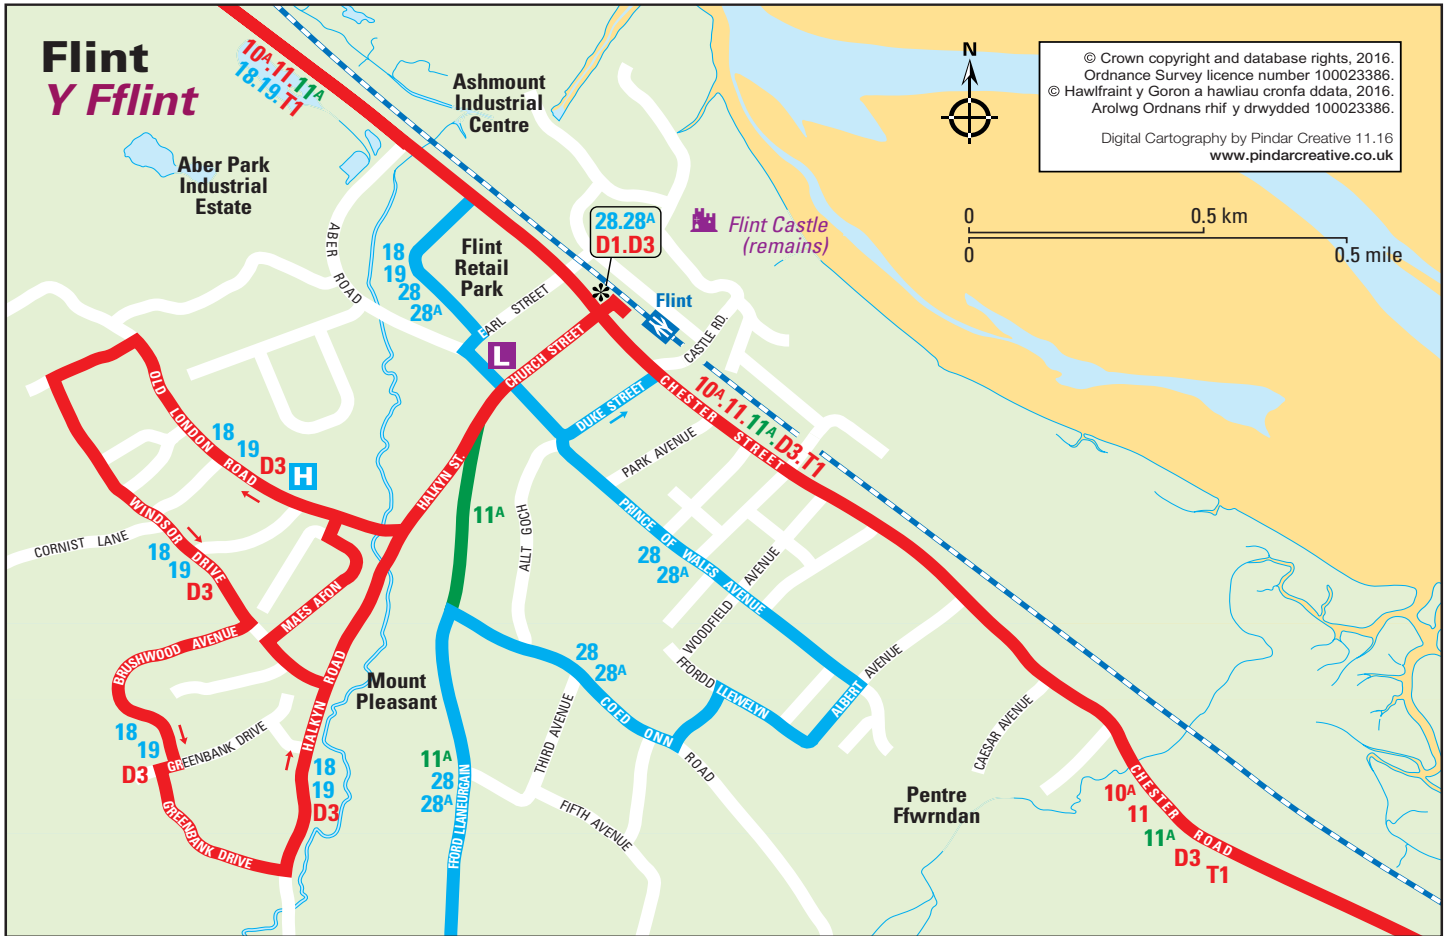 Flint
Y Fflint
10A.11.11A
18.19.T1
Ashmount
Industrial
Centre
Aber Park
Industrial
Estate
N
© Crown copyright and database rights, 2016.
Ordnance Survey licence number 100023386.
© Hawlfraint y Goron a hawliau cronfa ddata, 2016.
Arolwg Ordnans rhif y drwydded 100023386.
Digital Cartography by Pindar Creative 11.16
www.pindarcreative.co.uk
0
0.5 km
0
0.5 mile
28.28A
D1.D3
Flint Castle
(remains)
ABER ROAD
18
19
28
28A
Flint
Retail
Park
EARL STREET
Flint
CASTLE RD.
L
CHURCH STREET
DUKE STREET
CHESTER STREET
10A.11.11A.D3.T1
PARK AVENUE
OLD LONDON ROAD
18
19
D3
H
HALKYN ST.
11A
ALLT GOCH
CORNIST LANE
WINDSOR DRIVE
18
19
D3
MAES AFON
PRINCE OF WALES AVENUE
28
28A
WOODFIELD AVENUE
BRUSHWOOD AVENUE
HALKYN ROAD
Mount
Pleasant
28
28A
COED ONN ROAD
FFORDD LLEWELYN
ALBERT AVENUE
18
19
D3
GREENBANK DRIVE
GREENBANK DRIVE
18
19
D3
11A
28
28A
FFORD LLANEURGAIN
THIRD AVENUE
FIFTH AVENUE
CAESAR AVENUE
Pentre
Ffwrndan
CHESTER ROAD
10A
11
11A
D3
T1